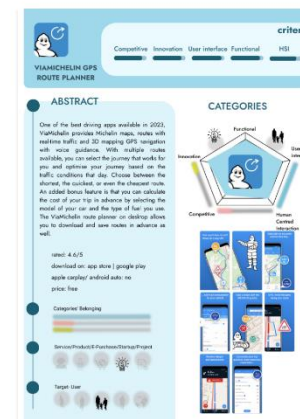 criter
Competitive Innovation User interface Functional HSI
VIAMICHELIN GPS
ROUTE PLANNER
ABSTRACT
CATEGORIES
One of the best driving apps available in 2023,
ViaMichelin provides Michelin maps, routes with
real-time traffic and 3D mapping GPS navigation
with voice guidance. With multiple routes
available, you can select the journey that works for
you and optimise your journey based on the
traffic conditions that day. Choose between the
shortest, the quickest, or even the cheapest route.
An added bonus feature is that you can calculate
the cost of your trip in advance by selecting the
model of your car and the type of fuel you use.
The ViaMichelin route planner on desktop allows
you to download and save routes in advance as
well.
Functional
Innovation
User
Inter
Competitive
Human
Centred
Interaction
rated: 4.6/5
download on: app store | google play
apple carplay/ android auto: no
price: free
Categories Belonging
Service/Product/E-Purchase/Startup/Project
Target User